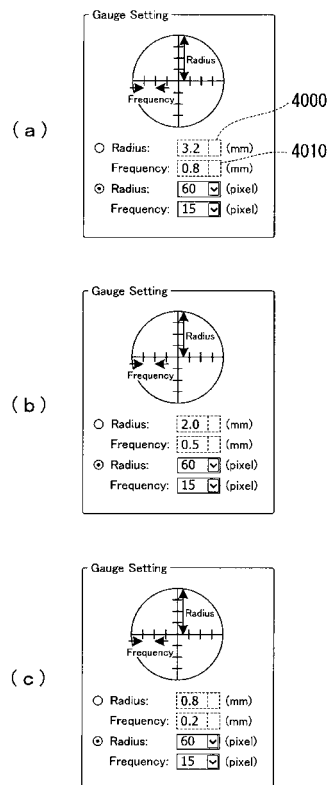 Gauge Setting
Radius
Frequency
(a)
4000
Radius: 3.2 (mm)
4010
Frequency: 0.8 (mm)
Radius: 60 (pixel)
Frequency: 15 (pixel)
Gauge Setting
Radius
Frequency
(b)
Radius: 2.0 (mm)
Frequency: 0.5 (mm)
Radius: 60 (pixel)
Frequency: 15 (pixel)
Gauge Setting
Radius
Frequency
(c)
Radius: 0.8 (mm)
Frequency: 0.2 (mm)
Radius: 60 (pixel)
Frequency: 15 (pixel)